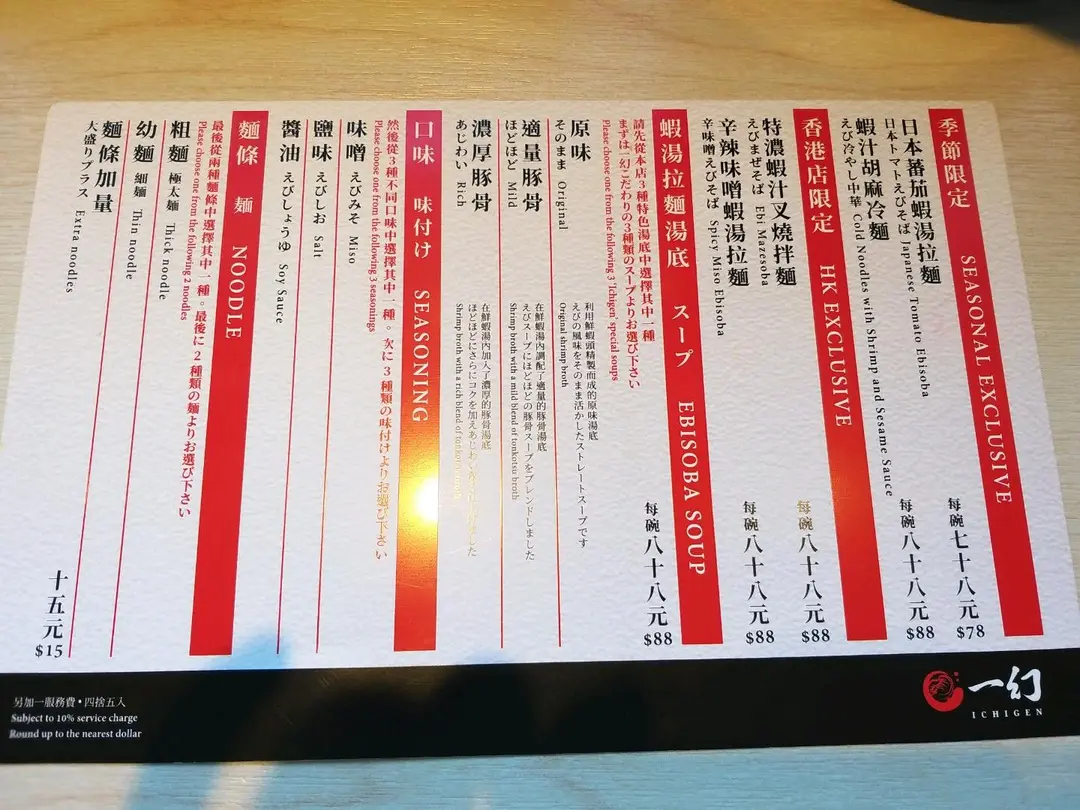 季節限定 SEASONAL EXCLUSIVE
日本蕃茄蝦湯拉麵 每碗七十八元 $78
日本トマトえびそば Japanese Tomato Ebisoba
蝦汁胡麻冷麵 每碗八十八元 $88
えび冷やし中華 Cold Noodles with Shrimp and Sesame Sauce
香港店限定 HK EXCLUSIVE
特濃蝦汁叉燒拌麵 每碗八十八元 $88
えびまぜそば Ebi Mazesoba
辛辣味噌蝦湯拉麵 每碗八十八元 $88
辛味噌えびそば Spicy Miso Ebisoba
蝦湯拉麵湯底 スープ EBISOBA SOUP
請先從本店3種特色湯底中選擇其中一種 每碗八十八元 $88
まずは一幻こだわりの3種類のスープよりお選び下さい
Please choose one from the following 3 'Ichigen' special soups
原味
そのまま Original
利用鮮蝦頭精製而成的原味湯底
えびの風味をそのまま活かしたストレートスープです
Original shrimp broth
適量豚骨
ほどほど Mild
在鮮蝦湯內調配了適量的豚骨湯底
えびスープにほどほどの豚骨スープをブレンドしました
Shrimp broth with a mild blend of tonkotsu broth
濃厚豚骨
あじわい Rich
在鮮蝦湯內加入了濃厚的豚骨湯底
ほどほどにさらにコクを加えあじわい
Shrimp broth with a rich blend of tonkotsu broth
口味 味付け SEASONING
然後從3種不同口味中選擇其中一種。次に3種類の味付けよりお選び下さい
Please choose one from the following 3 seasonings
味噌 えびみそ Miso
鹽味 えびしお Salt
醬油 えびしょうゆ Soy Sauce
麵條 麺 NOODLE
最後從兩種麵條中選擇其中一種。最後に2種類の麺よりお選び下さい
Please choose one from the following 2 noodles
粗麵 極太麺 Thick noodle
幼麵 細麺 Thin noodle
麵條加量 十五元 $15
大盛りプラス Extra noodles
另加一服務費•四捨五入
Subject to 10% service charge
Round up to the nearest dollar
一幻
ICHIGEN